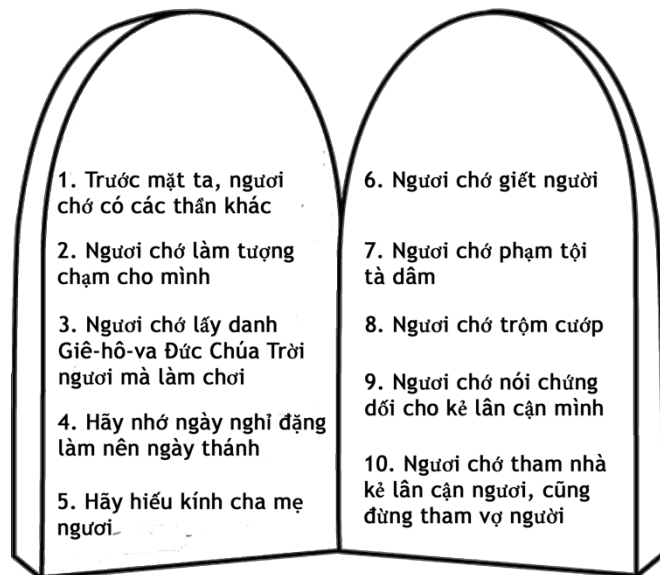 1. Trước mặt ta, ngươi
chớ có các thần khác
2. Ngươi chớ làm tượng
chạm cho mình
3. Ngươi chớ lấy danh
Giê-hô-va Đức Chúa Trời
ngươi mà làm chơi
4. Hãy nhớ ngày nghỉ đặng
làm nên ngày thánh
5. Hãy hiếu kính cha mẹ
ngươi
6. Ngươi chớ giết người
7. Ngươi chớ phạm tội
tà dâm
8. Ngươi chớ trộm cướp
9. Ngươi chớ nói chứng
dối cho kẻ lân cận mình
10. Ngươi chớ tham nhà
kẻ lân cận ngươi, cũng
đừng tham vợ người